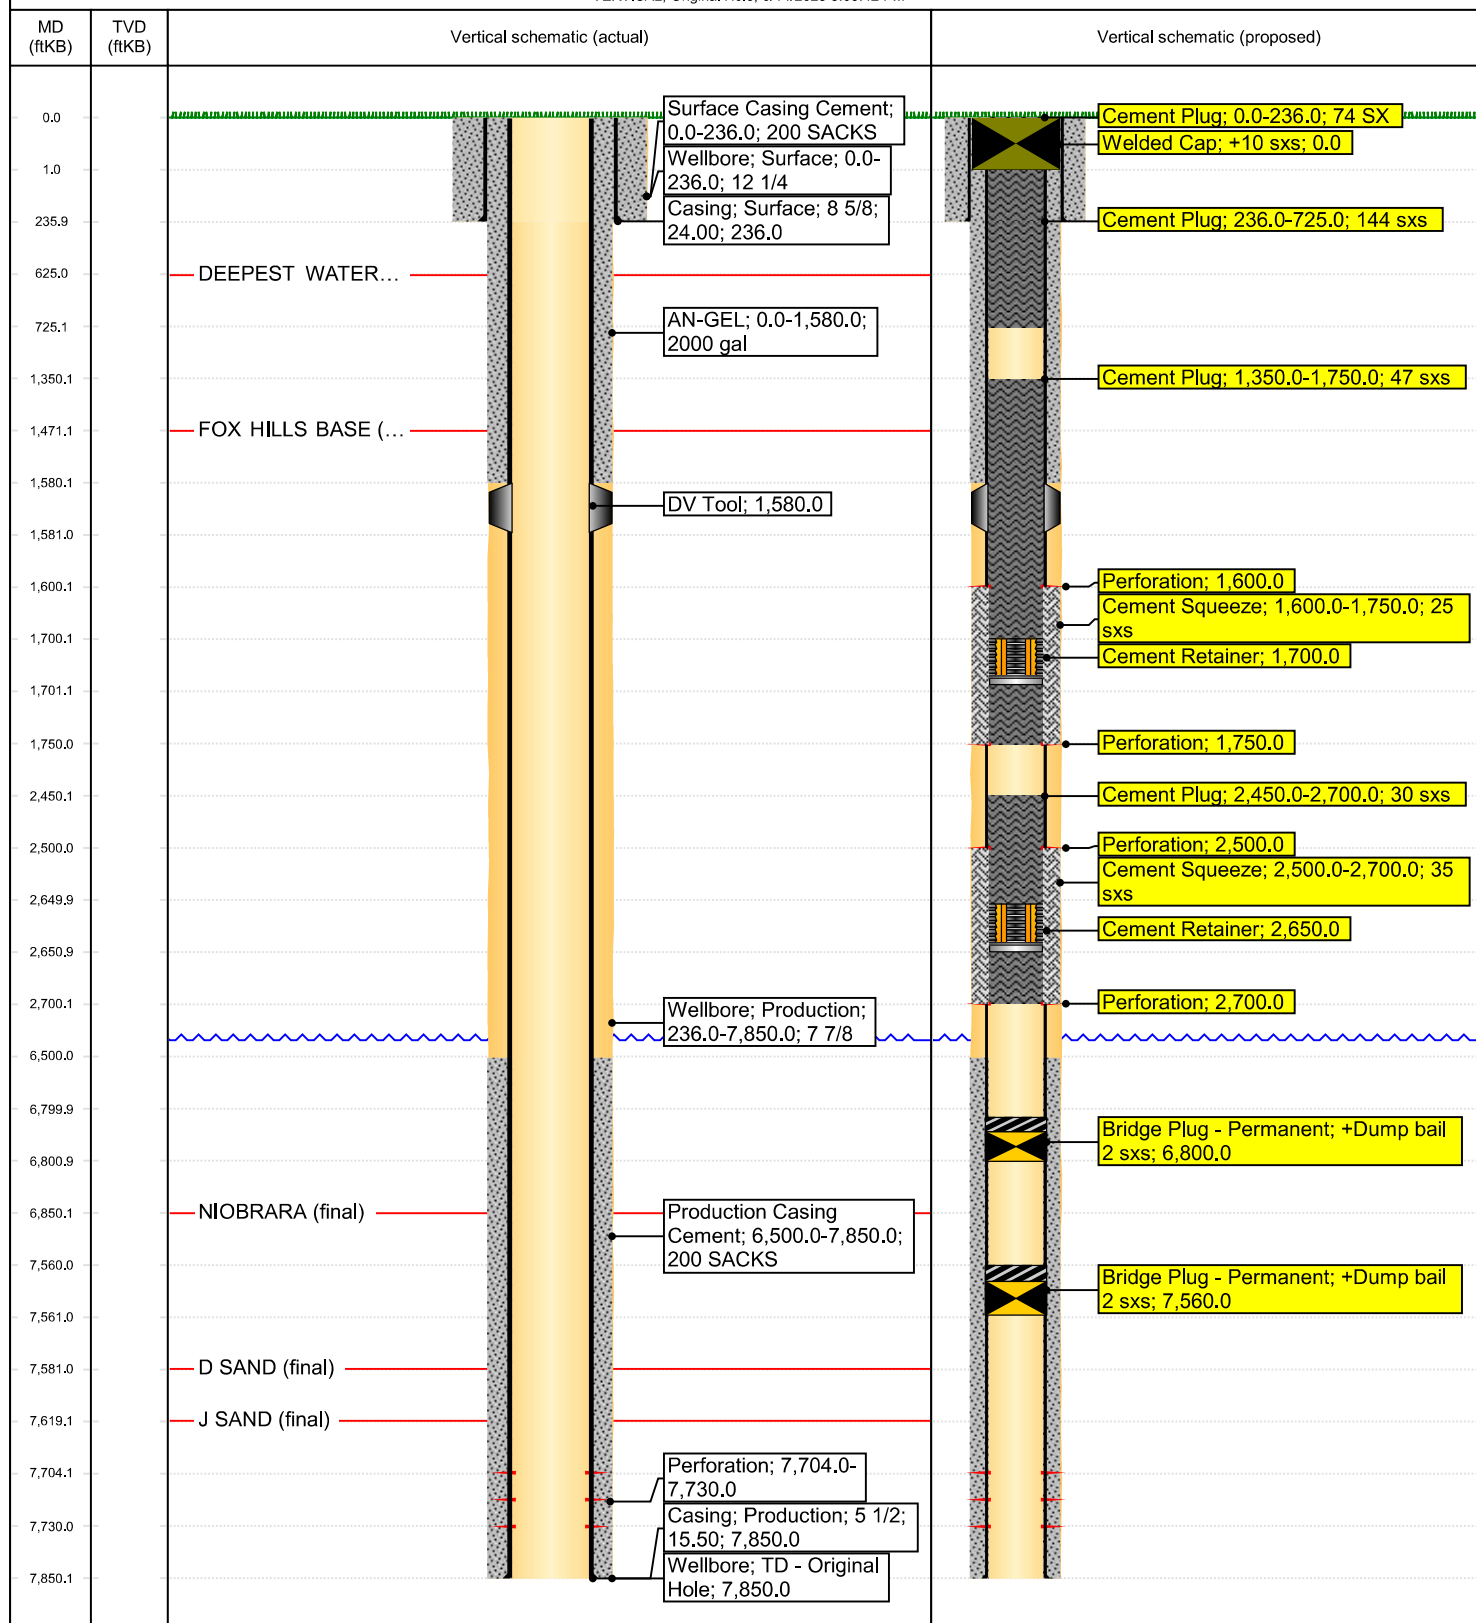 MD
(ftKB)
TVD
(ftKB)
Vertical schematic (actual)
Vertical schematic (proposed)
0.0
1.0
235.9
625.0
725.1
1,350.1
1,471.1
1,580.1
1,581.0
1,600.1
1,700.1
1,701.1
1,750.0
2,450.1
2,500.0
2,649.9
2,650.9
2,700.1
6,500.0
6,799.9
6,800.9
6,850.1
7,560.0
7,561.0
7,581.0
7,619.1
7,704.1
7,730.0
7,850.1
DEEPEST WATER...
FOX HILLS BASE (...
NIOBRARA (final)
D SAND (final)
J SAND (final)
Surface Casing Cement;
0.0-236.0; 200 SACKS
Wellbore; Surface; 0.0-
236.0; 12 1/4
Casing; Surface; 8 5/8;
24.00; 236.0
AN-GEL; 0.0-1,580.0;
2000 gal
DV Tool; 1,580.0
Wellbore; Production;
236.0-7,850.0; 7 7/8
Production Casing
Cement; 6,500.0-7,850.0;
200 SACKS
Perforation; 7,704.0-
7,730.0
Casing; Production; 5 1/2;
15.50; 7,850.0
Wellbore; TD - Original
Hole; 7,850.0
Cement Plug; 0.0-236.0; 74 SX
Welded Cap; +10 sxs; 0.0
Cement Plug; 236.0-725.0; 144 sxs
Cement Plug; 1,350.0-1,750.0; 47 sxs
Perforation; 1,600.0
Cement Squeeze; 1,600.0-1,750.0; 25
sxs
Cement Retainer; 1,700.0
Perforation; 1,750.0
Cement Plug; 2,450.0-2,700.0; 30 sxs
Perforation; 2,500.0
Cement Squeeze; 2,500.0-2,700.0; 35
sxs
Cement Retainer; 2,650.0
Perforation; 2,700.0
Bridge Plug - Permanent; +Dump bail
2 sxs; 6,800.0
Bridge Plug - Permanent; +Dump bail
2 sxs; 7,560.0